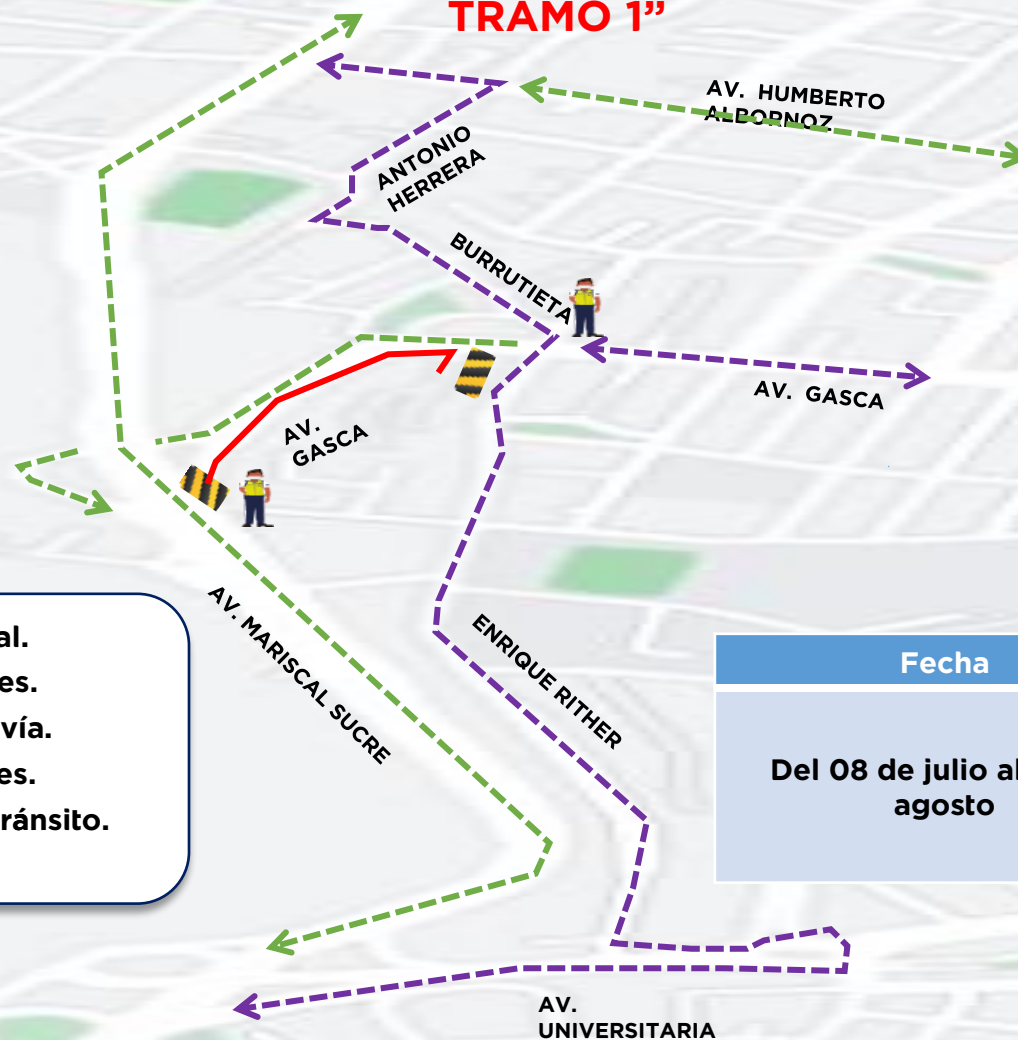 TRAMO 1”
AV. HUMBERTO
ALBORNOZ
ANTONIO
HERRERA
BURRUTIETA
AV. GASCA
AV.
GASCA
AV. MARISCAL SUCRE
ENRIQUE RITHER
al.
es.
vía.
es.
ránsito.
Fecha
Del 08 de julio al
agosto
AV.
UNIVERSITARIA